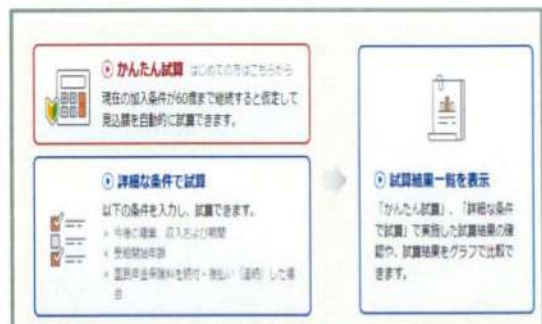 かんたん試算 はじめての方はこちらから
現在の加入条件が60歳まで継続すると仮定して
見込額を自動的に試算できます。
詳細な条件で試算
以下の条件を入力し、試算できます。
今後の職業、収入および期間
受給開始年齢
国民年金保険料を納付・後払い（追納）した場
合
試算結果一覧を表示
「かんたん試算」、「詳細な条件
で試算」で実施した試算結果の確
認や、試算結果をグラフで比較で
きます。